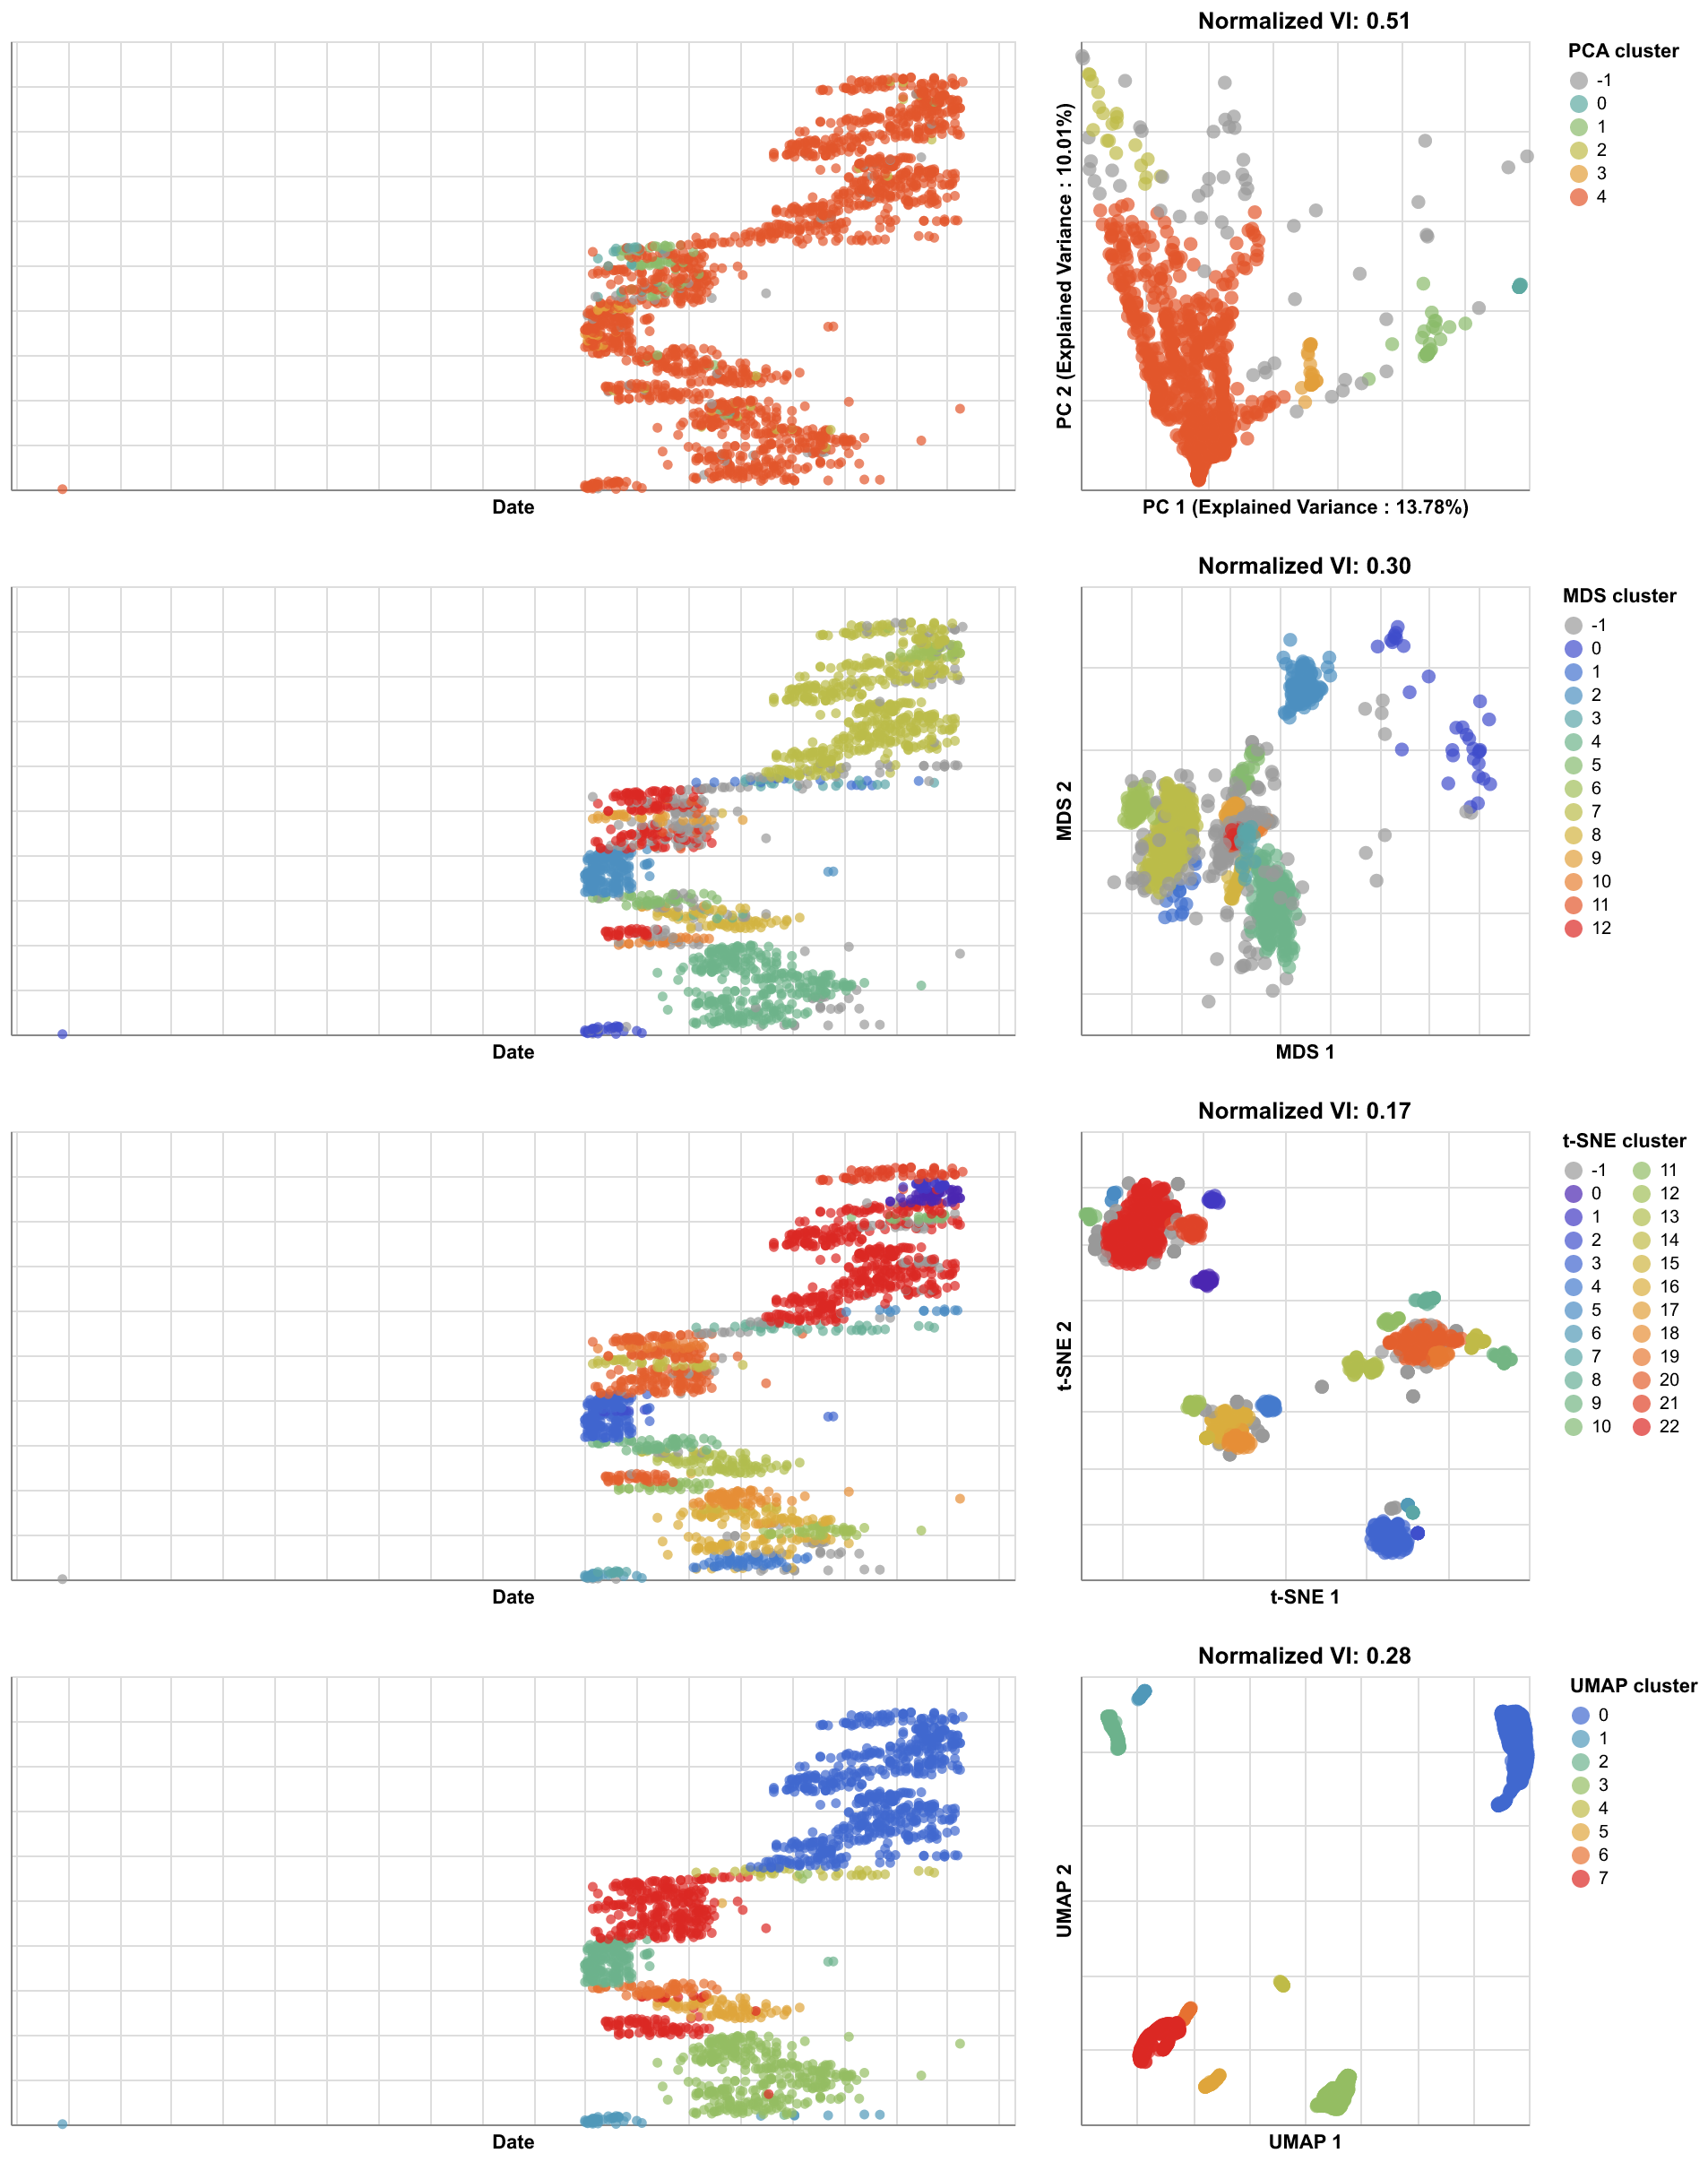 Normalized VI: 0.51
PC 2 (Explained Variance : 10.01%)
Date
PC 1 (Explained Variance : 13.78%)
PCA cluster
-1
0
1
2
3
4
Normalized VI: 0.30
MDS 2
Date
MDS 1
MDS cluster
-1
0
1
2
3
4
5
6
7
8
9
10
11
12
Normalized VI: 0.17
t-SNE 2
Date
t-SNE 1
t-SNE cluster
-1 11
0 12
1 13
2 14
3 15
4 16
5 17
6 18
7 19
8 20
9 21
10 22
Normalized VI: 0.28
UMAP 2
Date
UMAP 1
UMAP cluster
0
1
2
3
4
5
6
7